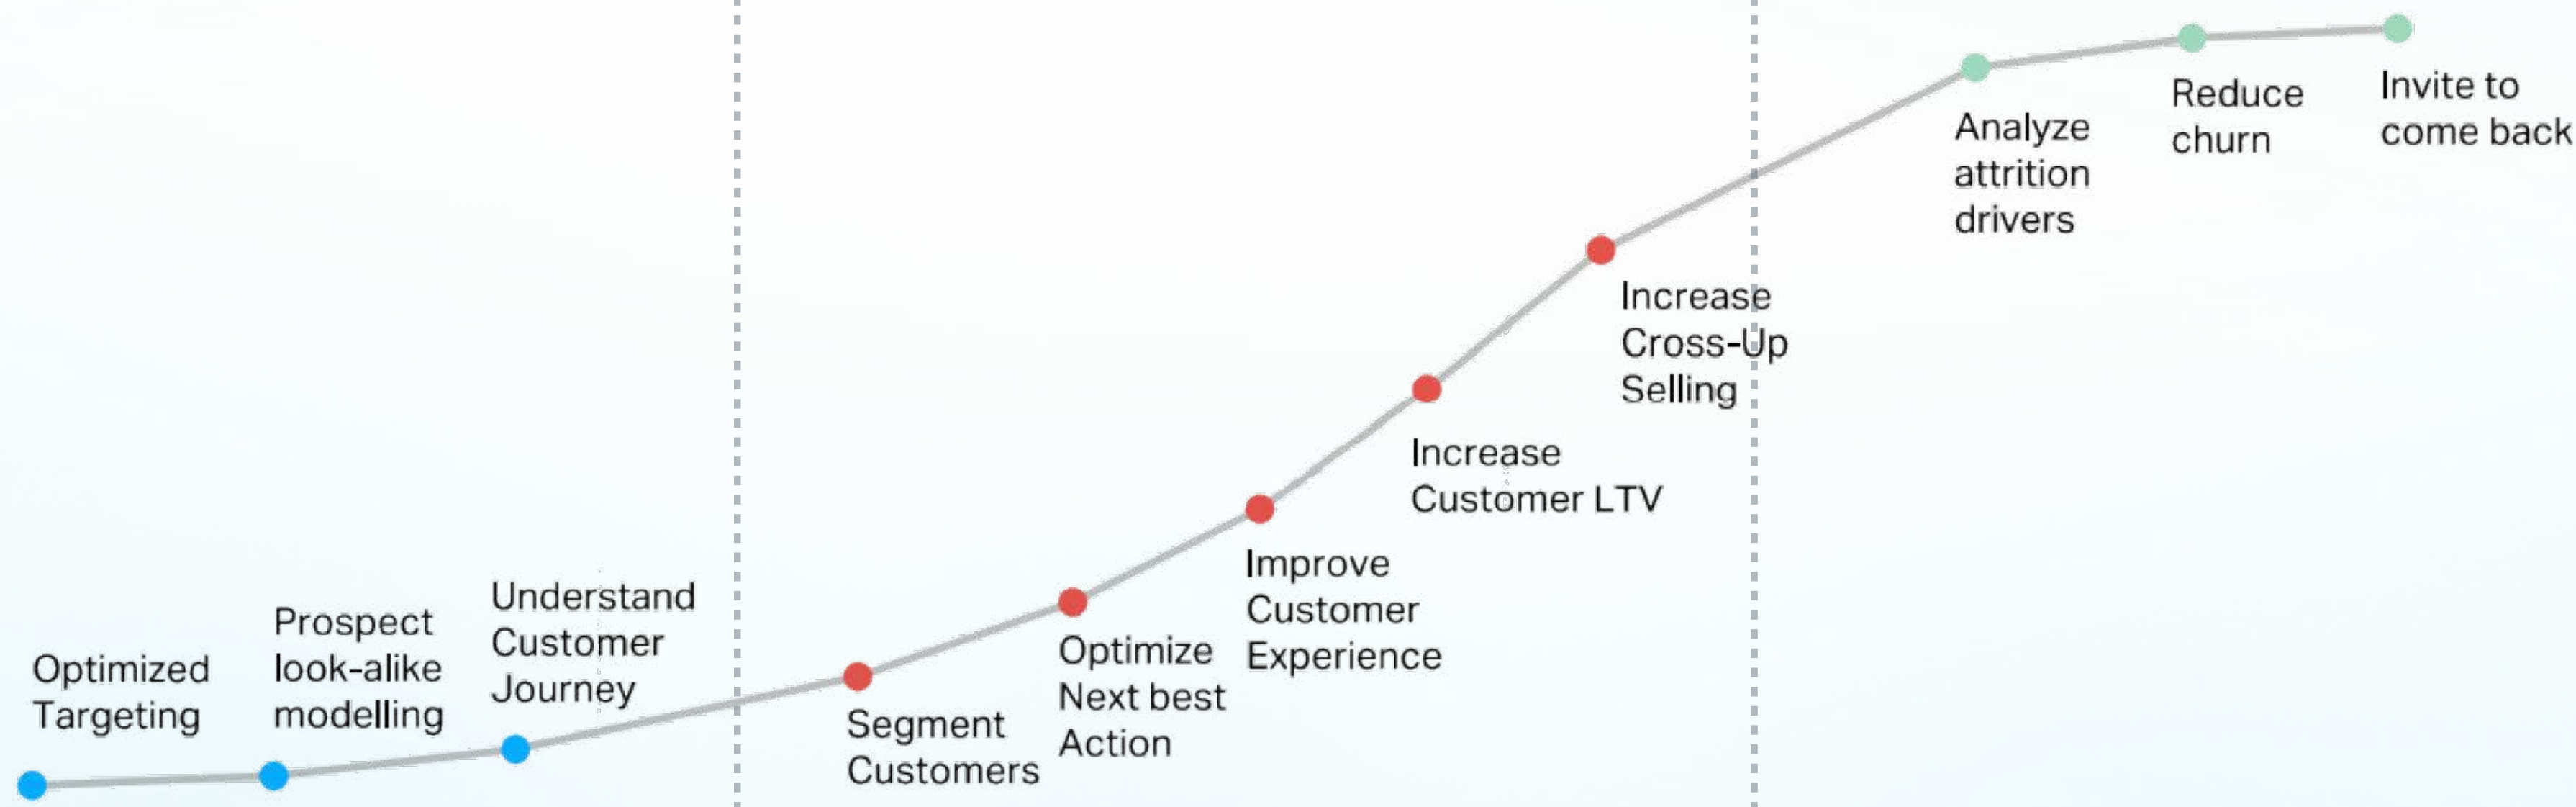 Optimized
Targeting
Prospect
look-alike
modelling
Understand
Customer
Journey
Segment
Customers
Optimize
Next best
Action
Improve
Customer
Experience
Increase
Customer LTV
Increase
Cross-Up
Selling
Analyze
attrition
drivers
Reduce
churn
Invite to
come back